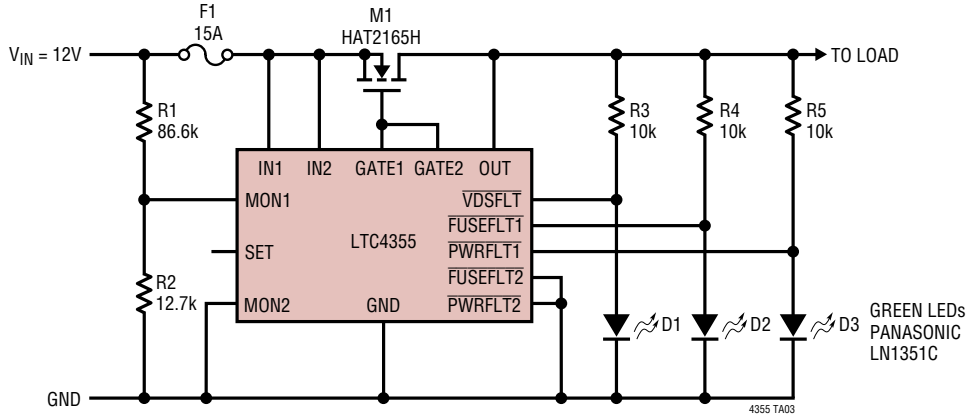 F1
15A
M1
HAT2165H
VIN = 12V
TO LOAD
R1
86.6k
R3
10k
R4
10k
R5
10k
IN1 IN2 GATE1 GATE2 OUT
MON1
VDSFLT
FUSEFLT1
SET
LTC4355
PWRFLT1
FUSEFLT2
R2
12.7k
MON2
GND
PWRFLT2
D1
D2
D3
GREEN LEDs
PANASONIC
LN1351C
GND
4355 TA03